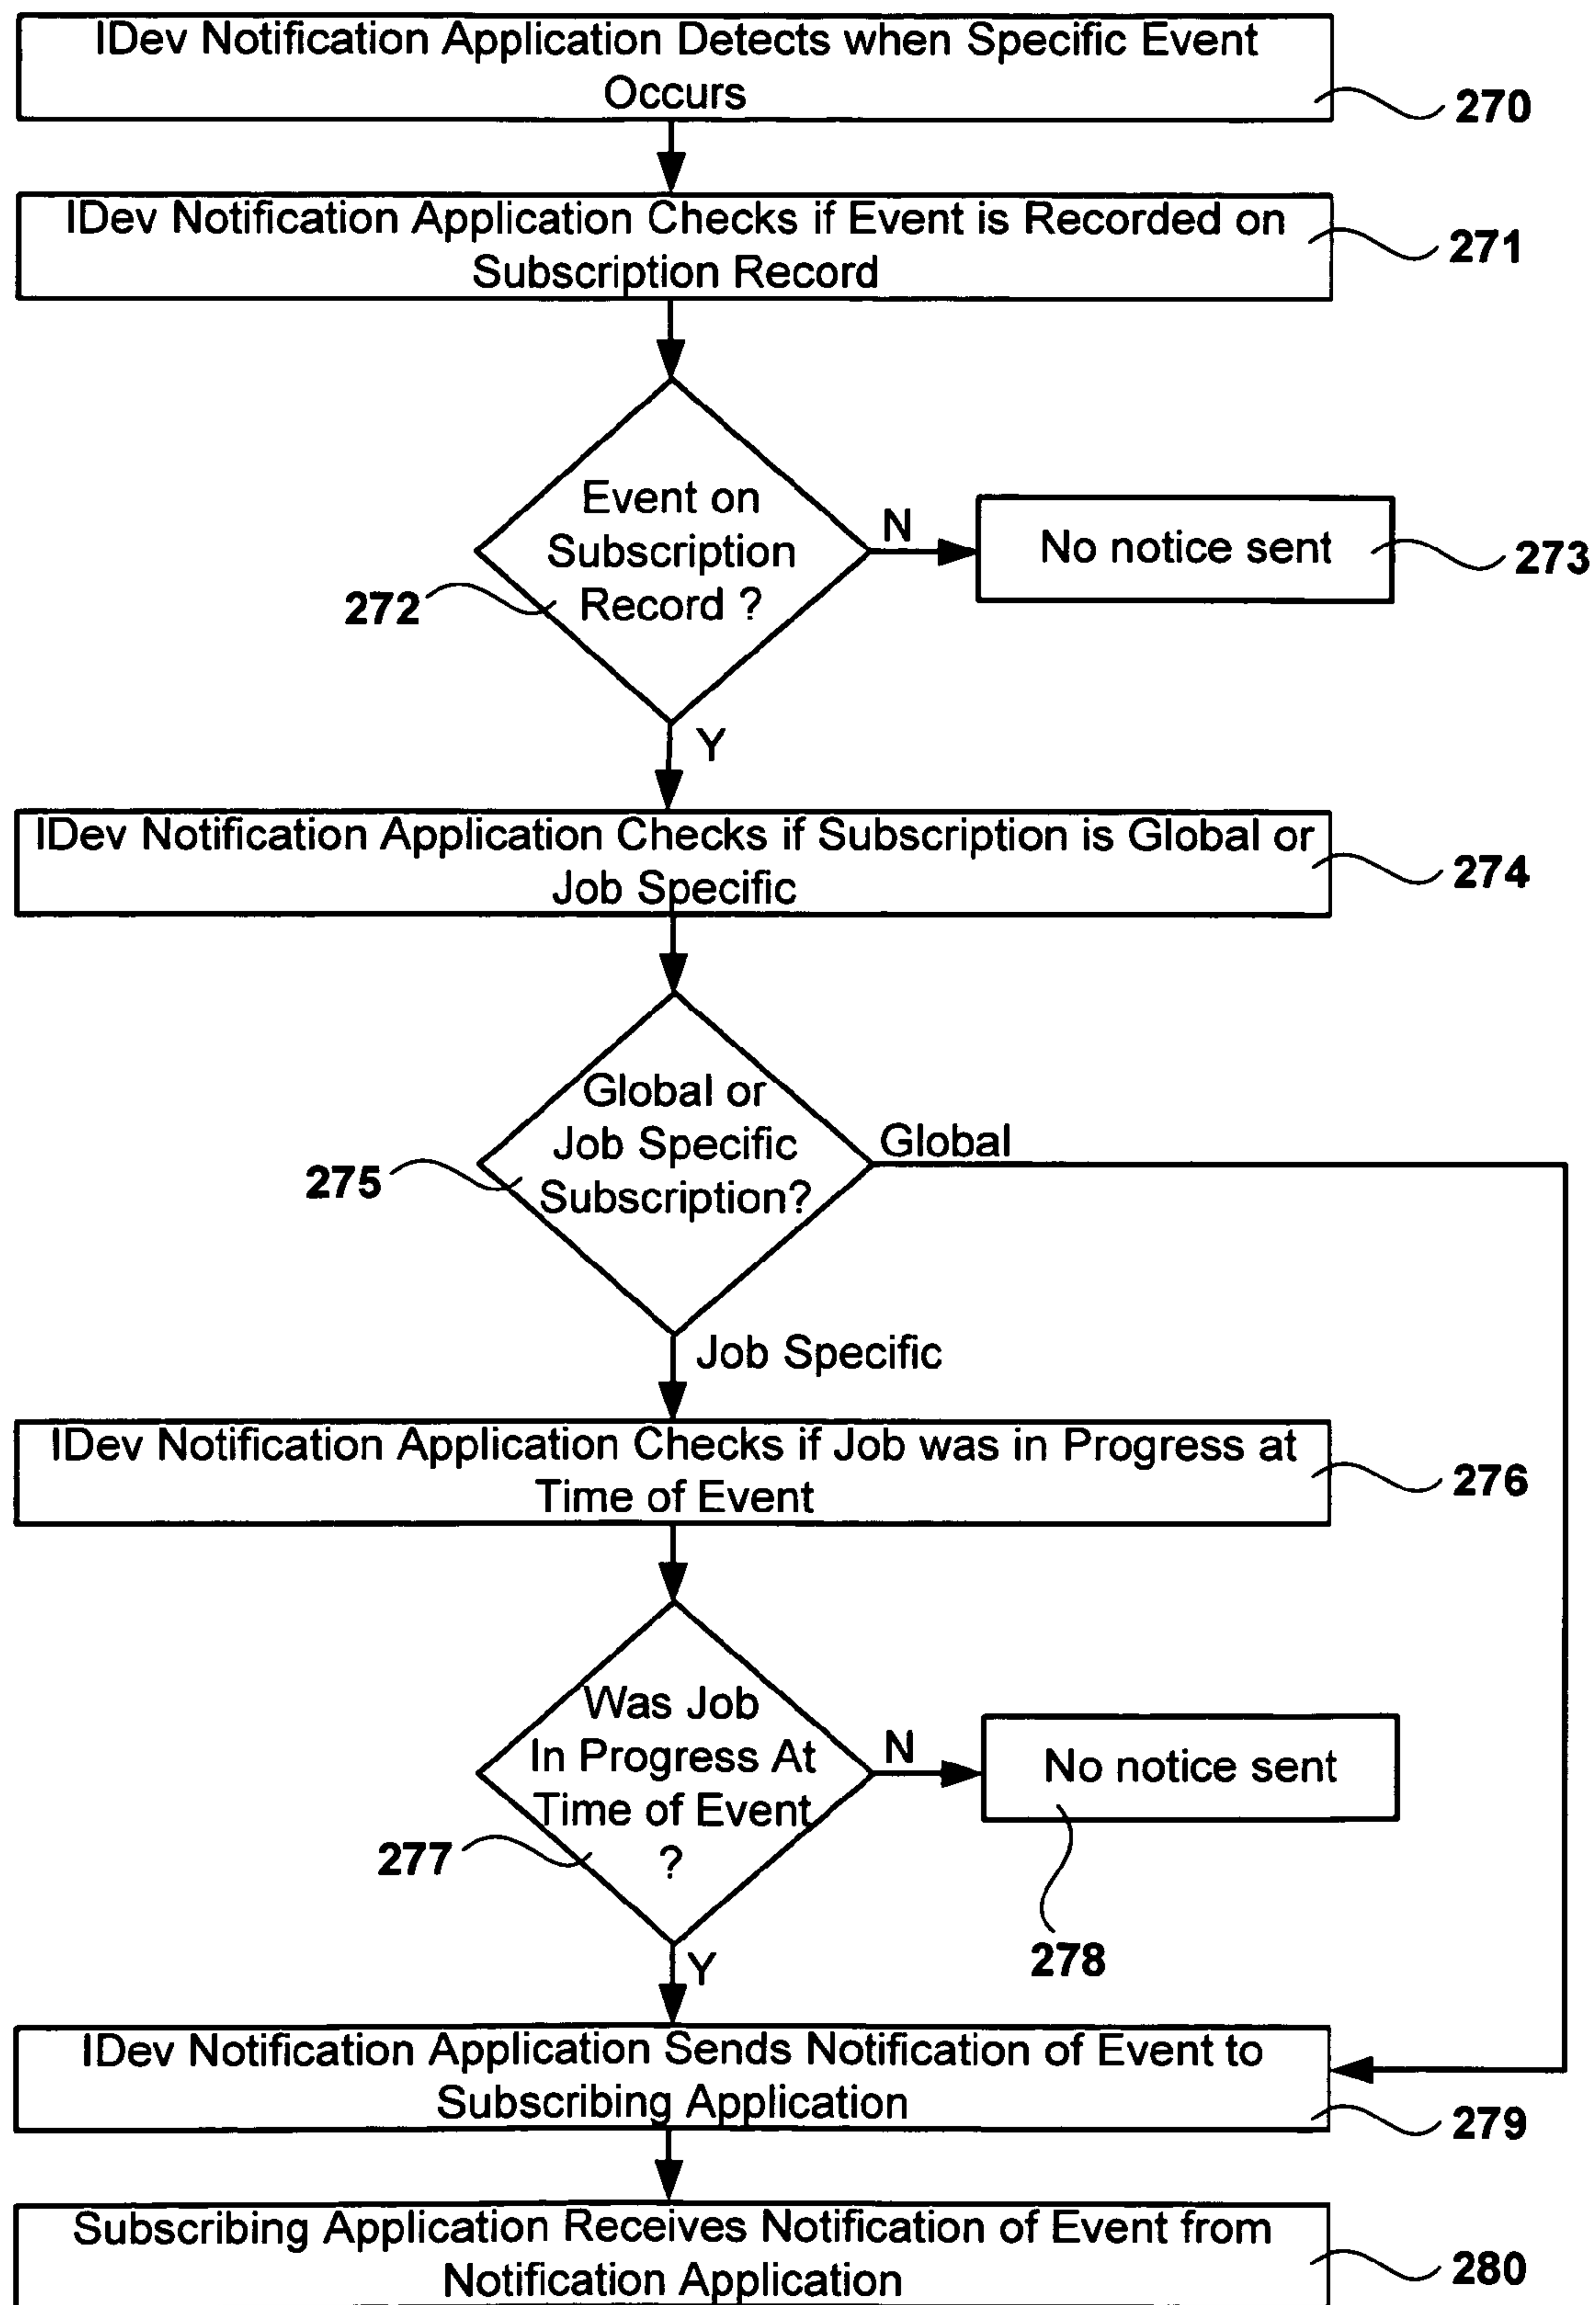 IDev Notification Application Detects when Specific Event
Occurs
270
IDev Notification Application Checks if Event is Recorded on
Subscription Record
271
Event on
Subscription
Record ?
272
N
No notice sent
273
Y
IDev Notification Application Checks if Subscription is Global or
Job Specific
274
Global or
Job Specific
Subscription?
275
Global
Job Specific
IDev Notification Application Checks if Job was in Progress at
Time of Event
276
Was Job
In Progress At
Time of Event
?
277
N
No notice sent
278
Y
IDev Notification Application Sends Notification of Event to
Subscribing Application
279
Subscribing Application Receives Notification of Event from
Notification Application
280